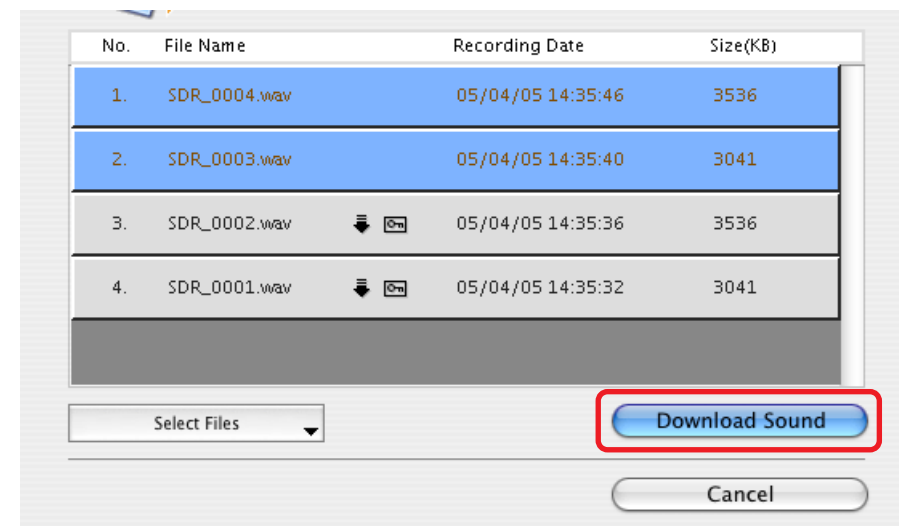 No. File Name Recording Date Size(KB)
1. SDR_0004.wav 05/04/05 14:35:46 3536
2. SDR_0003.wav 05/04/05 14:35:40 3041
3. SDR_0002.wav 05/04/05 14:35:36 3536
4. SDR_0001.wav 05/04/05 14:35:32 3041
Select Files Download Sound
Cancel